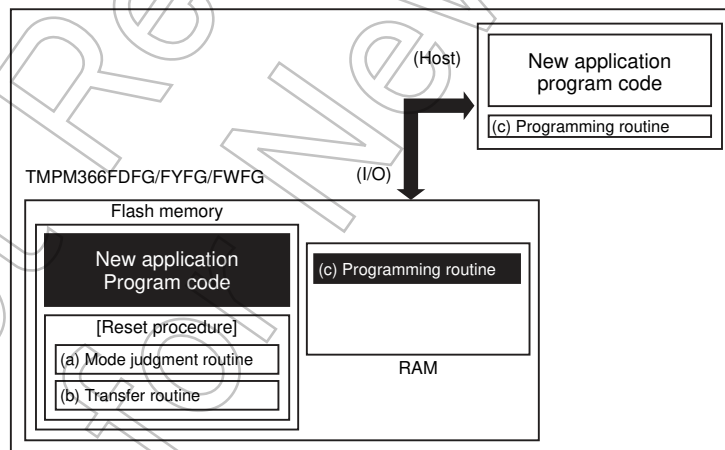 (Host)
New application
program code
(c) Programming routine
(I/O)
TMPM366FDFG/FYFG/FWFG
Flash memory
New application
Program code
[Reset procedure]
(a) Mode judgment routine
(b) Transfer routine
(c) Programming routine
RAM